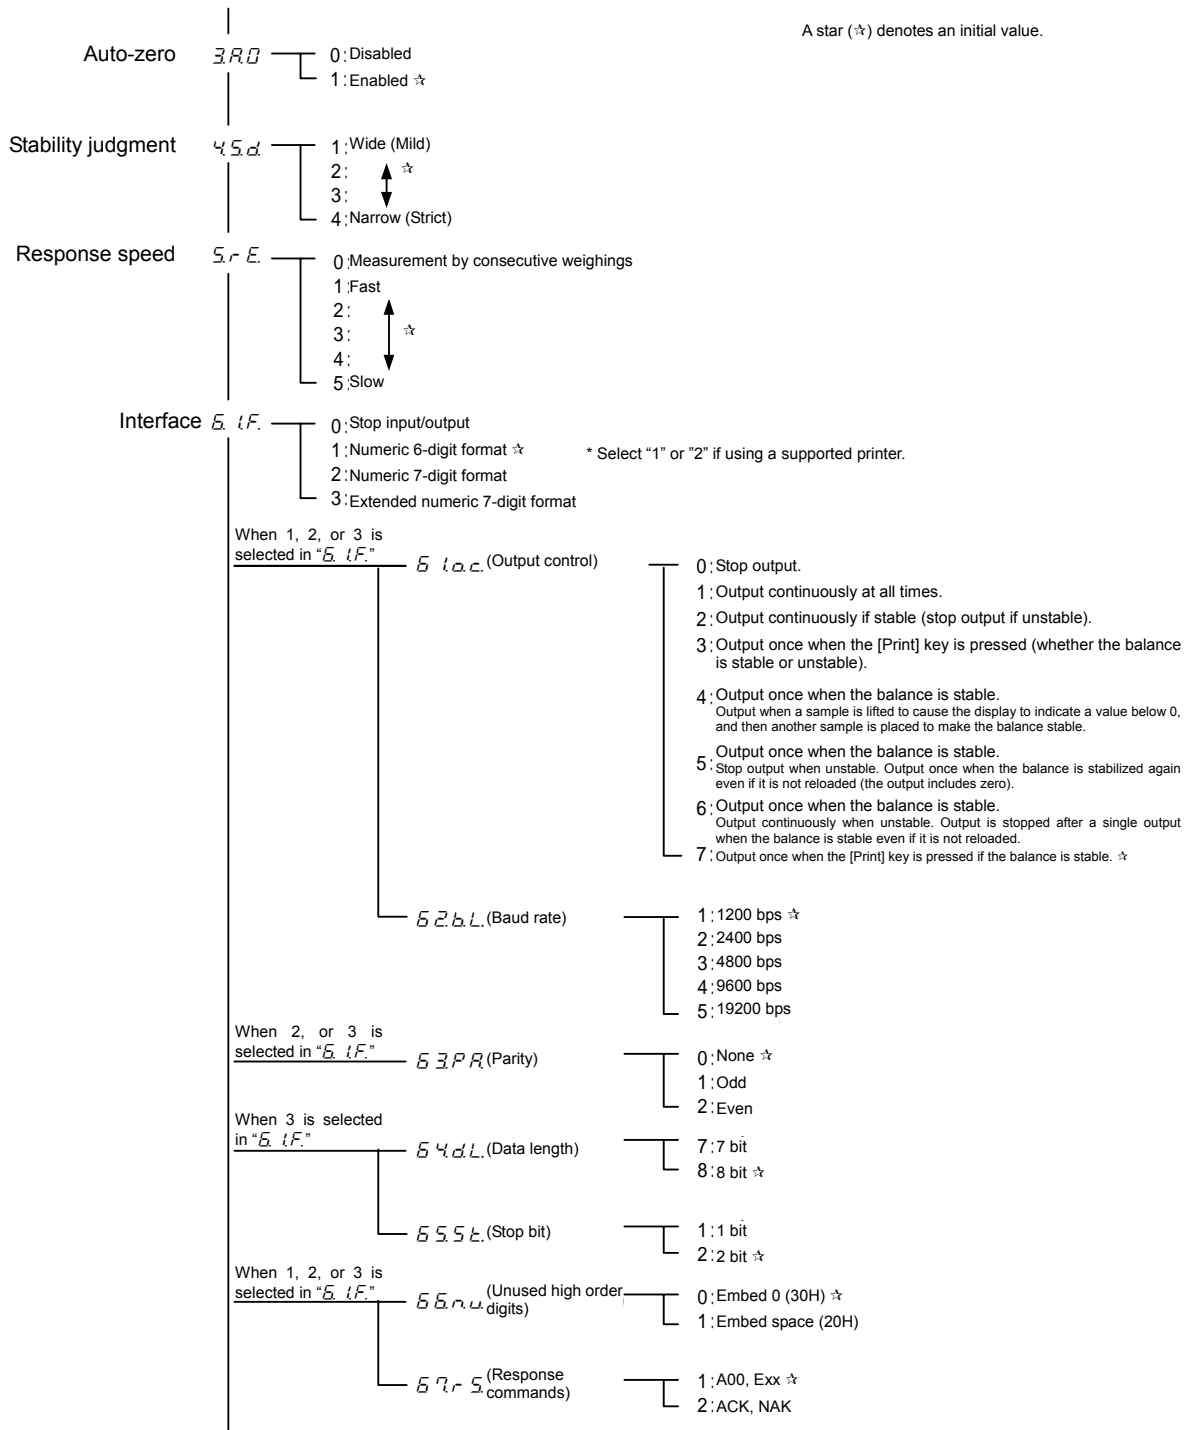 A star (☆) denotes an initial value.
Auto-zero 3.A.0 0: Disabled
1: Enabled ☆
Stability judgment 4.S.d. 1: Wide (Mild)
2: ☆
3:
4: Narrow (Strict)
Response speed 5.r E. 0: Measurement by consecutive weighings
1: Fast
2:
3: ☆
4:
5: Slow
Interface 6. I.F. 0: Stop input/output
1: Numeric 6-digit format ☆ * Select “1” or ”2” if using a supported printer.
2: Numeric 7-digit format
3: Extended numeric 7-digit format
When 1, 2, or 3 is
selected in “6. I.F.”
6 1.o.c. (Output control) 0: Stop output.
1: Output continuously at all times.
2: Output continuously if stable (stop output if unstable).
3: Output once when the [Print] key is pressed (whether the balance
is stable or unstable).
4: Output once when the balance is stable.
Output when a sample is lifted to cause the display to indicate a value below 0,
and then another sample is placed to make the balance stable.
5: Output once when the balance is stable.
Stop output when unstable. Output once when the balance is stabilized again
even if it is not reloaded (the output includes zero).
6: Output once when the balance is stable.
Output continuously when unstable. Output is stopped after a single output
when the balance is stable even if it is not reloaded.
7: Output once when the [Print] key is pressed if the balance is stable. ☆
6 2.b.L. (Baud rate) 1: 1200 bps ☆
2: 2400 bps
3: 4800 bps
4: 9600 bps
5: 19200 bps
When 2, or 3 is
selected in “6. I.F.”
6 3.P A. (Parity) 0: None ☆
1: Odd
2: Even
When 3 is selected
in “6. I.F.”
6 4.d.L. (Data length) 7: 7 bit
8: 8 bit ☆
6 5.S t. (Stop bit) 1: 1 bit
2: 2 bit ☆
When 1, 2, or 3 is
selected in “6. I.F.”
6 6.n.u. (Unused high order
digits)
0: Embed 0 (30H) ☆
1: Embed space (20H)
6 7.r S. (Response
commands)
1: A00, Exx ☆
2: ACK, NAK